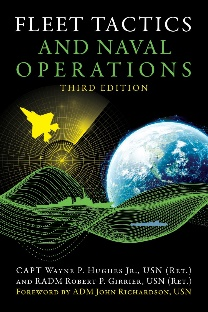 FLEET TACTICS
AND NAVAL
OPERATIONS
THIRD EDITION
CAPT WAYNE P. HUGHES JR., USN (RET.)
AND RADM ROBERT P. GIRRIER, USN (RET.)
FOREWORD BY ADM JOHN RICHARDSON, USN